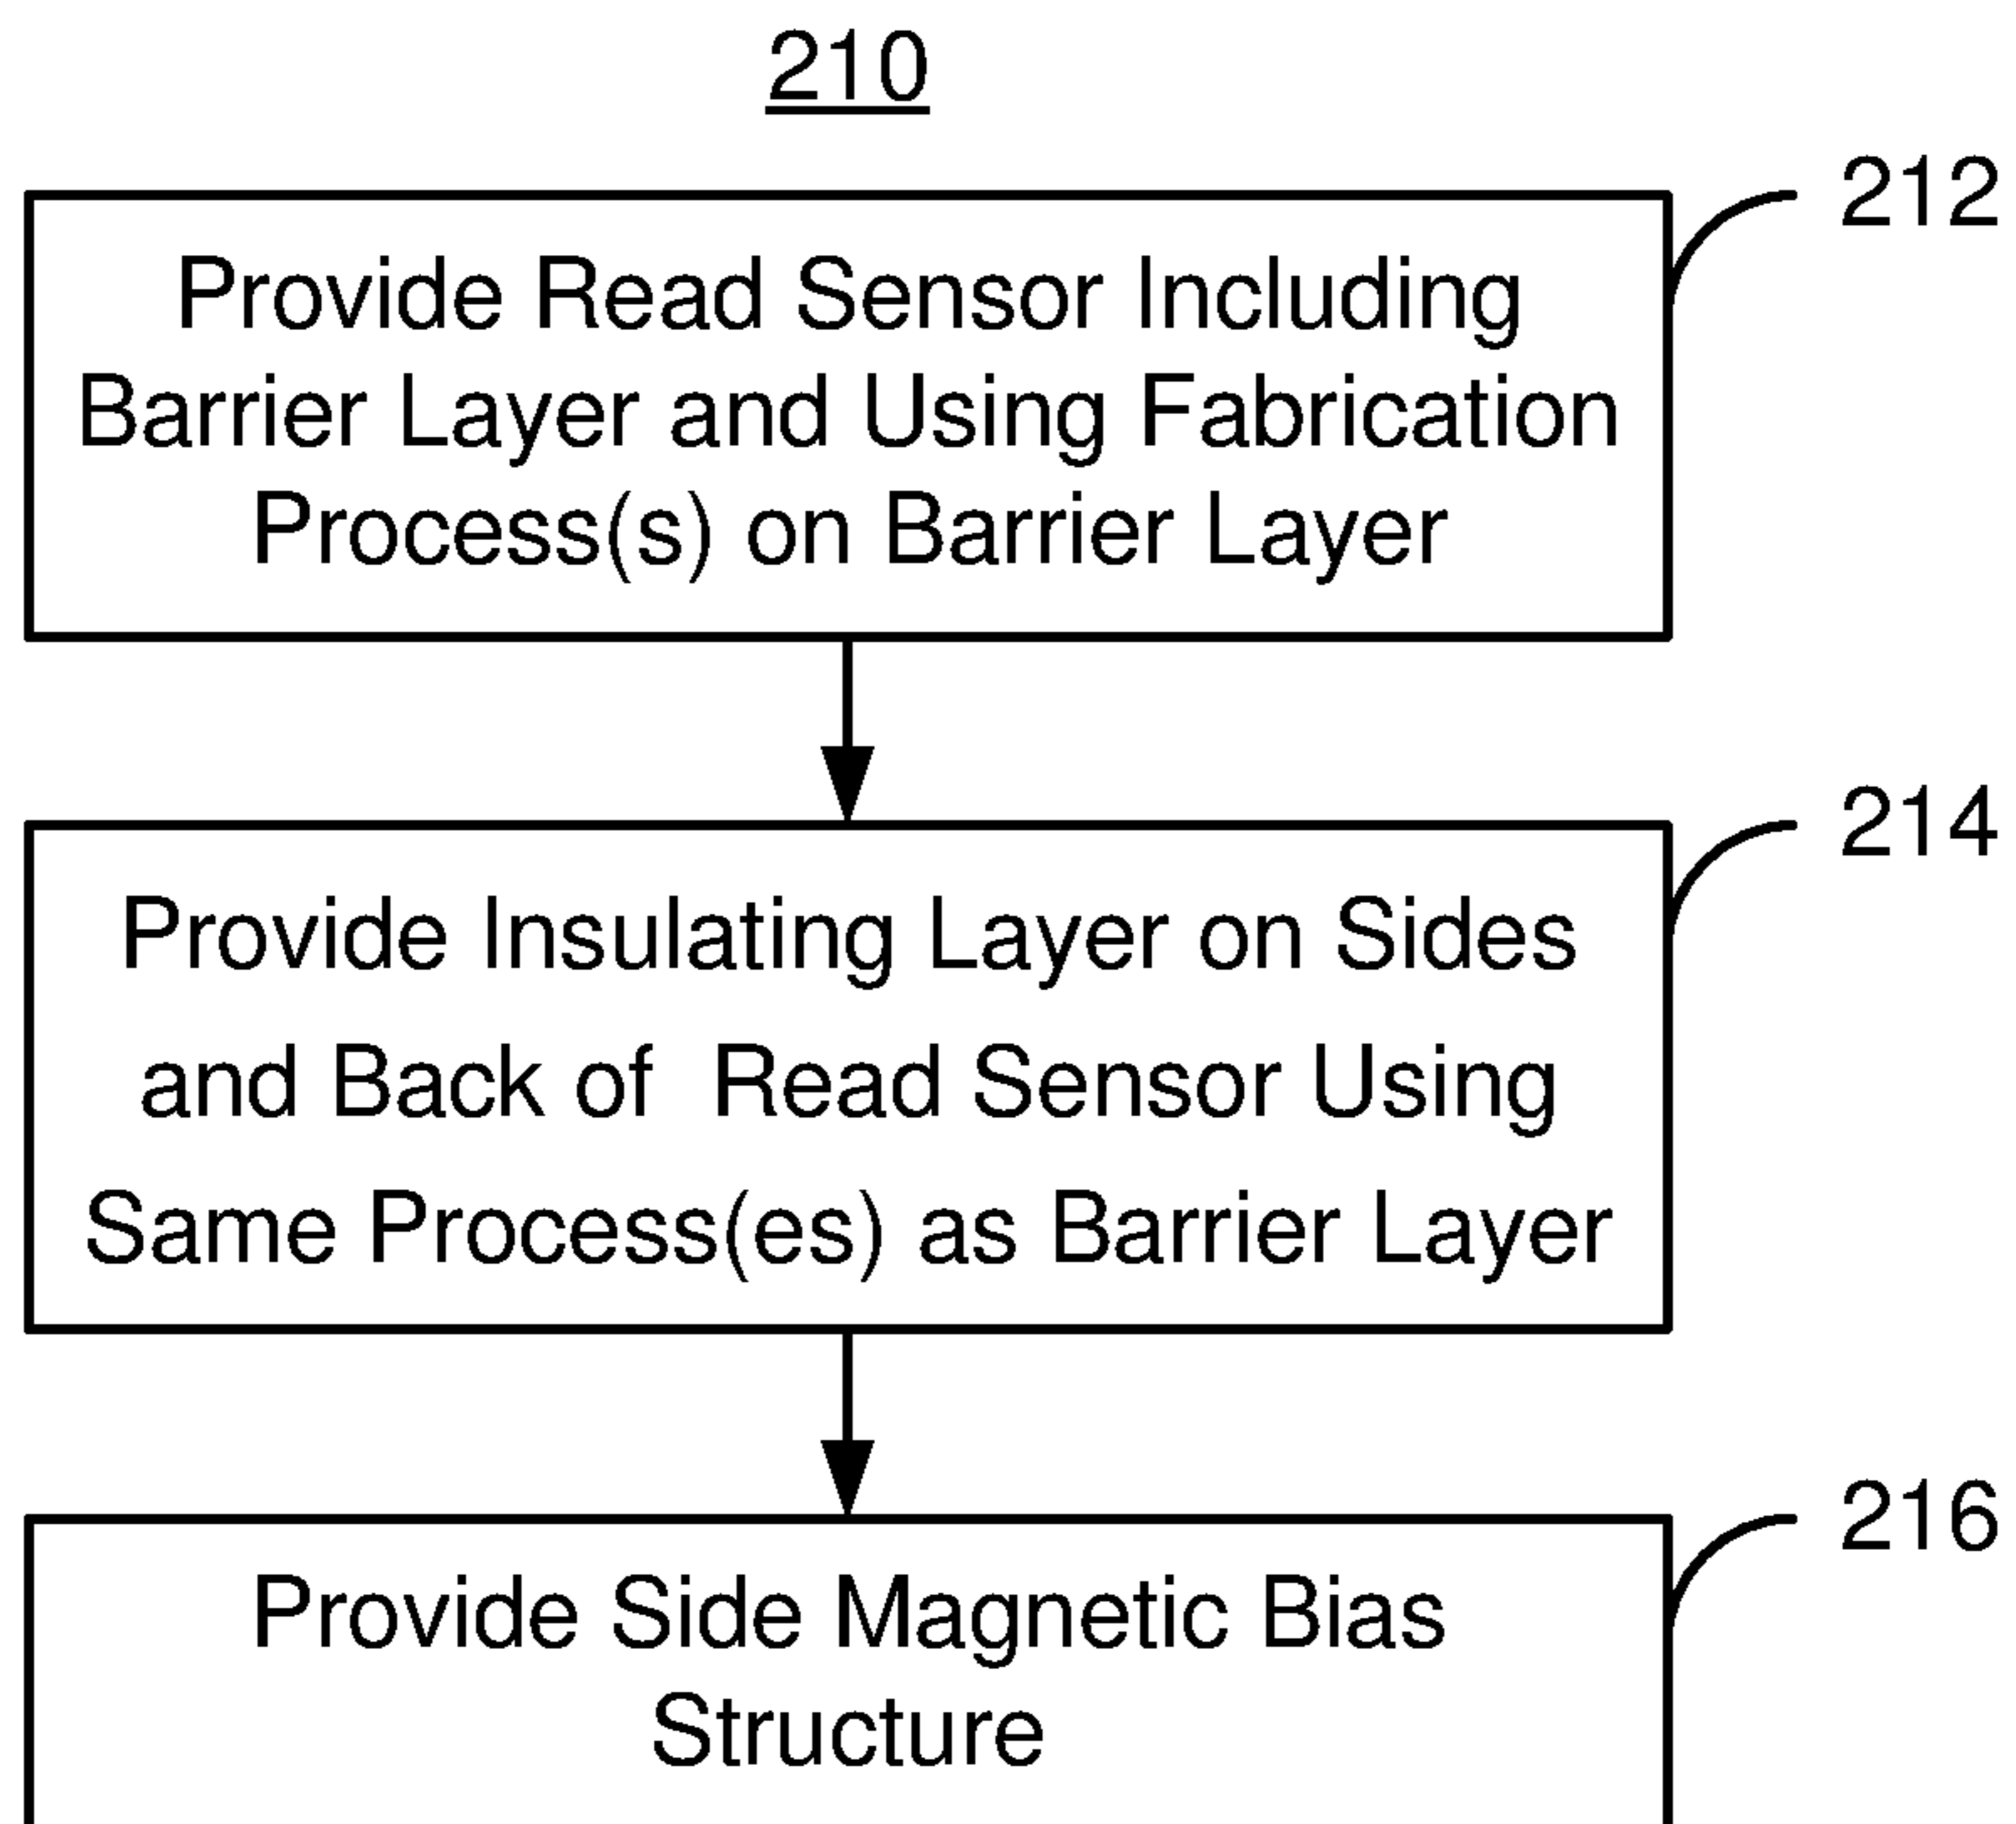 210
212
Provide Read Sensor Including
Barrier Layer and Using Fabrication
Process(s) on Barrier Layer
214
Provide Insulating Layer on Sides
and Back of Read Sensor Using
Same Process(es) as Barrier Layer
216
Provide Side Magnetic Bias
Structure